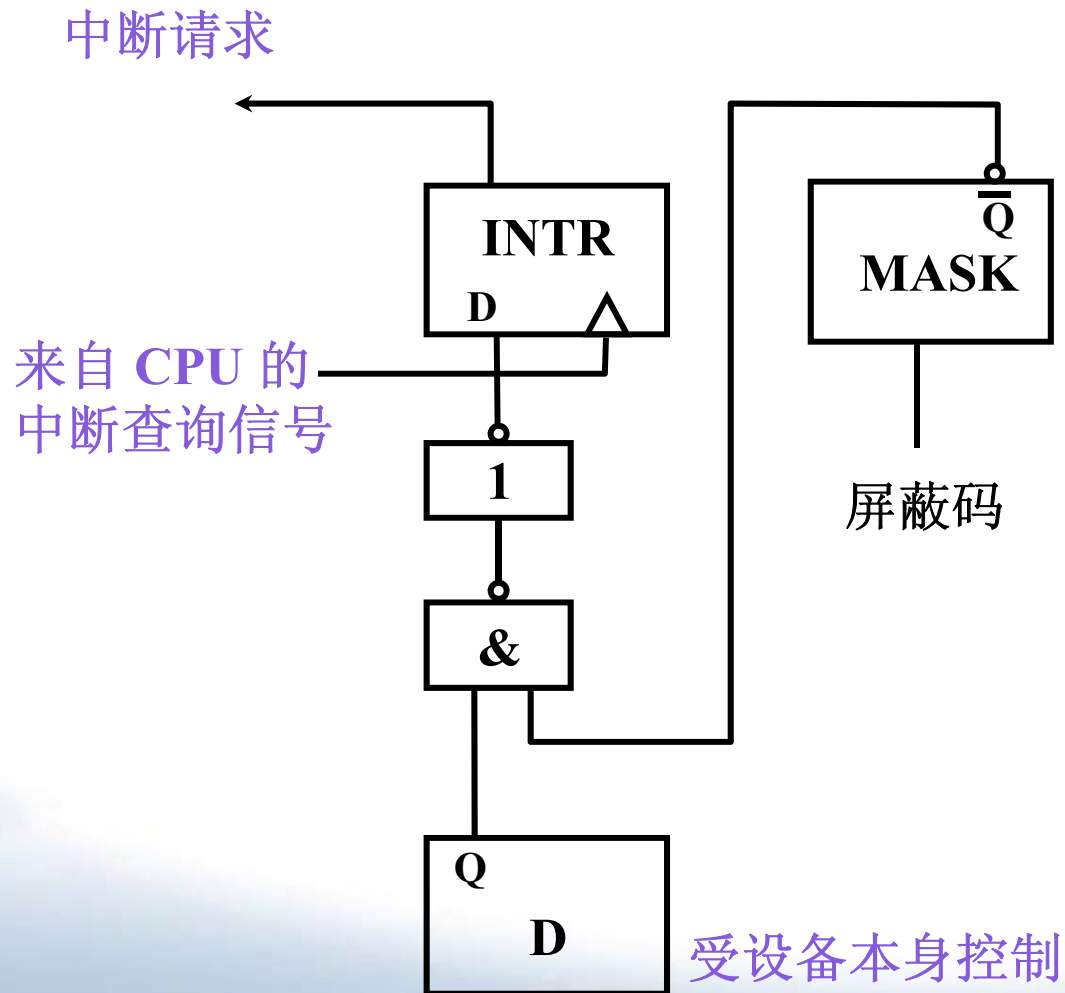 中断请求
Q̅
INTR
MASK
D
来自 CPU 的
中断查询信号
1
屏蔽码
&
Q
D
受设备本身控制